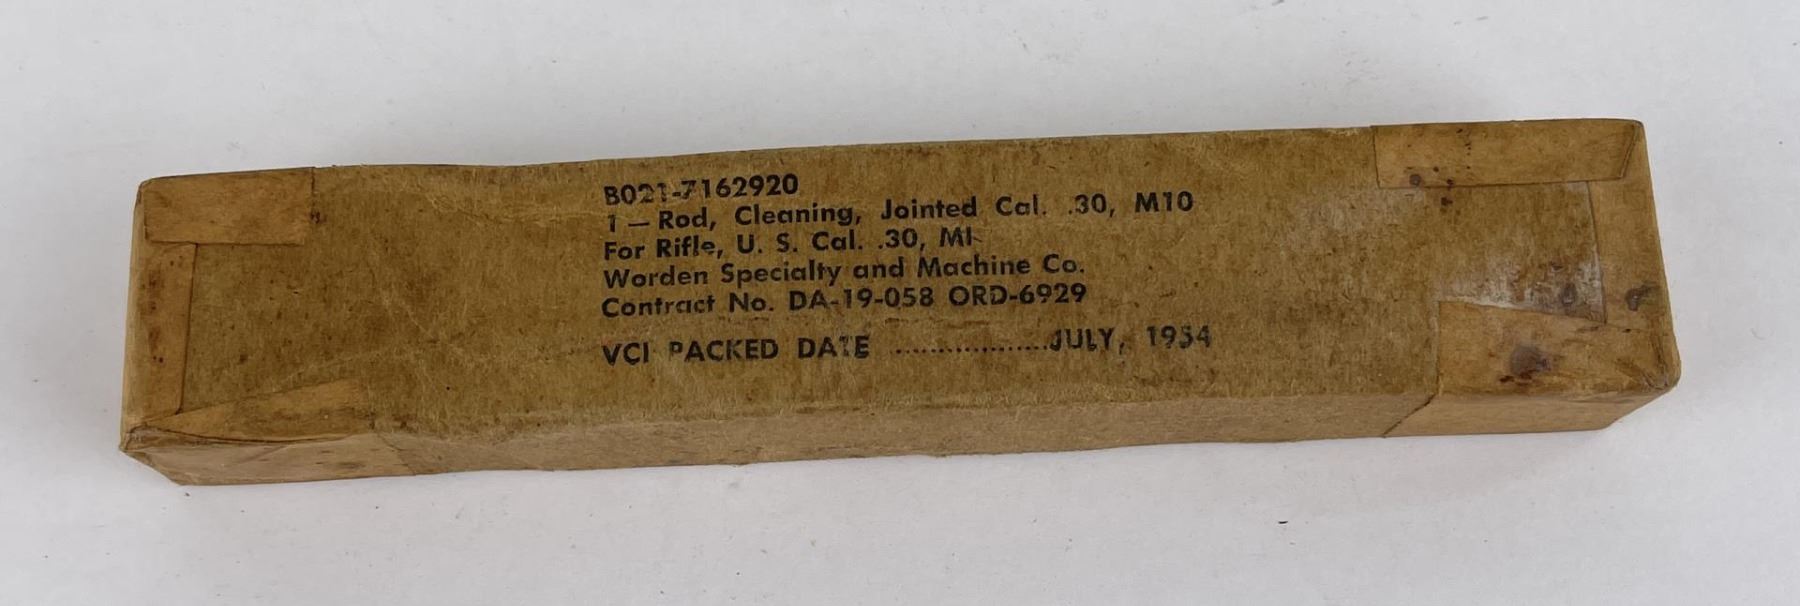 B021-7162920
1 — Rod, Cleaning, Jointed Cal. .30, M10
For Rifle, U. S. Cal. .30, M1
Worden Specialty and Machine Co.
Contract No. DA-19-058 ORD-6929
VCI PACKED DATE ..................JULY, 1954